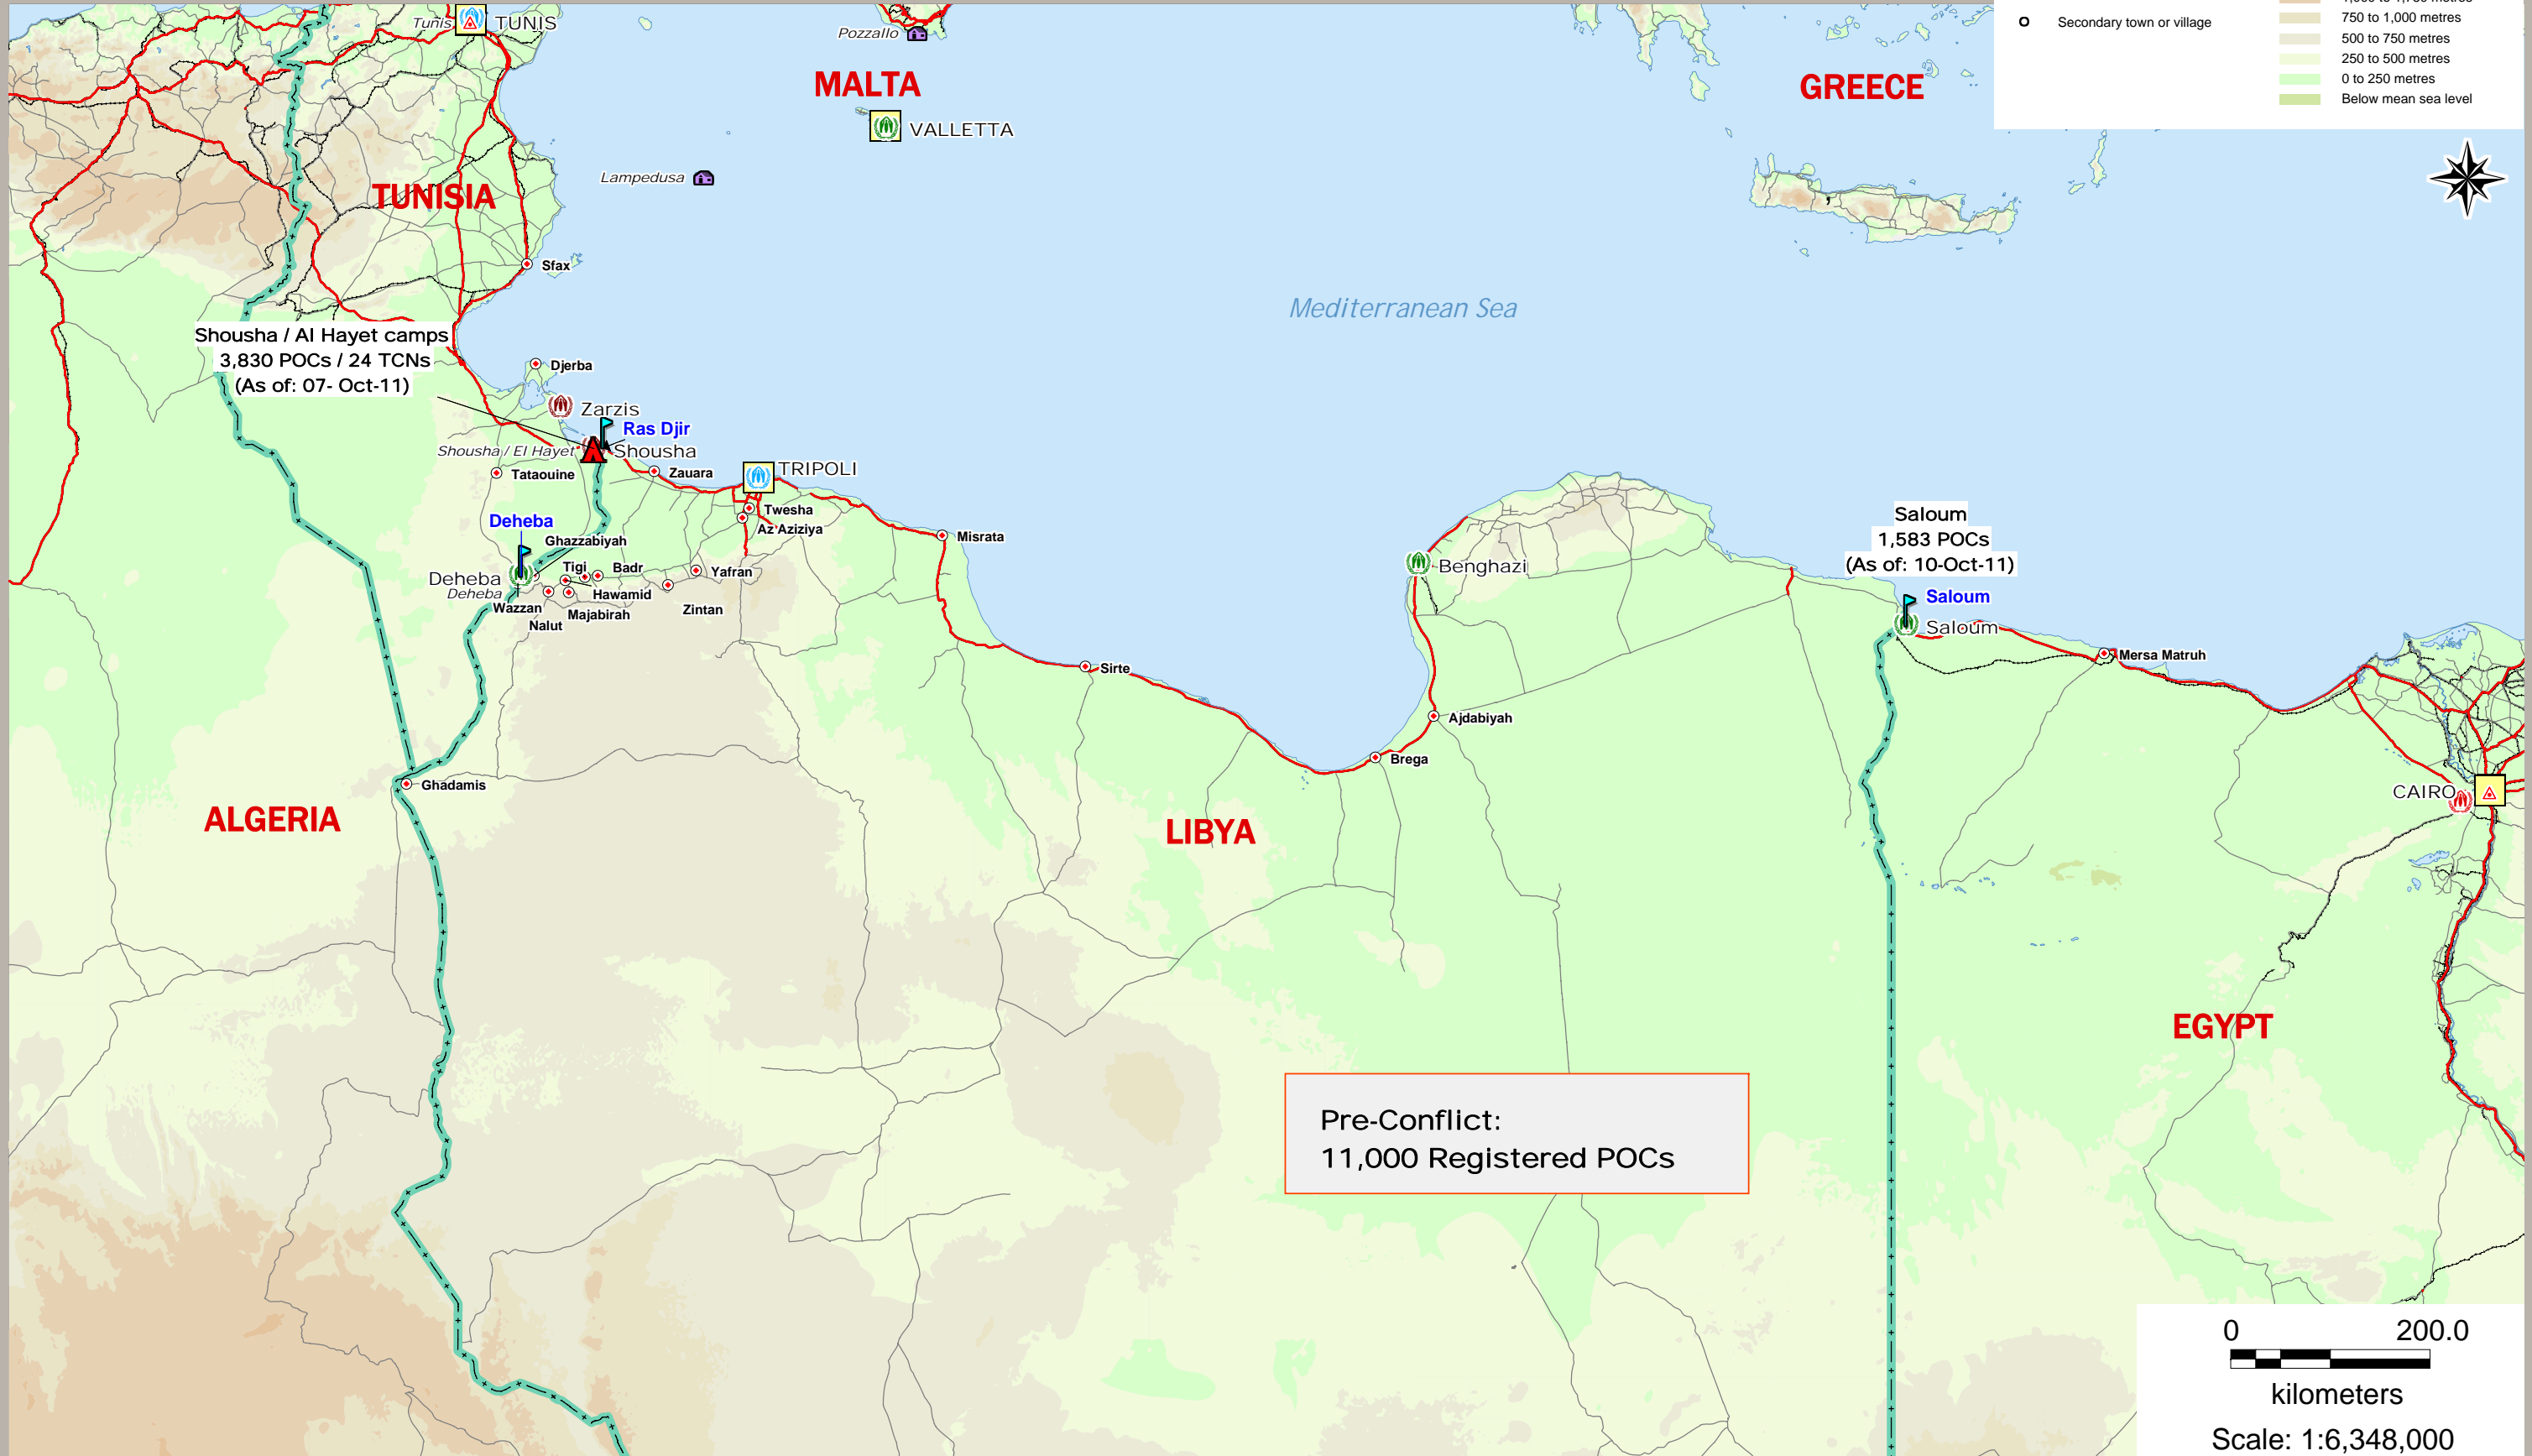 Secondary town or village
750 to 1,000 metres
500 to 750 metres
250 to 500 metres
0 to 250 metres
Below mean sea level
Tunis
TUNIS
Pozzallo
MALTA
VALLETTA
GREECE
Lampedusa
TUNISIA
Sfax
Mediterranean Sea
Shousha / Al Hayet camps
3,830 POCs / 24 TCNs
(As of: 07- Oct-11)
Djerba
Zarzis
Ras Djir
Shousha / El Hayet
Shousha
Tataouine
Zauara
TRIPOLI
Twesha
Az Aziziya
Misrata
Deheba
Ghazzabiyah
Deheba
Deheba
Tigi
Badr
Yafran
Wazzan
Hawamid
Nalut
Majabirah
Zintan
Benghazi
Saloum
1,583 POCs
(As of: 10-Oct-11)
Saloum
Saloum
Mersa Matruh
Sirte
Ajdabiyah
Brega
Ghadamis
CAIRO
ALGERIA
LIBYA
EGYPT
Pre-Conflict:
11,000 Registered POCs
0 200.0
kilometers
Scale: 1:6,348,000